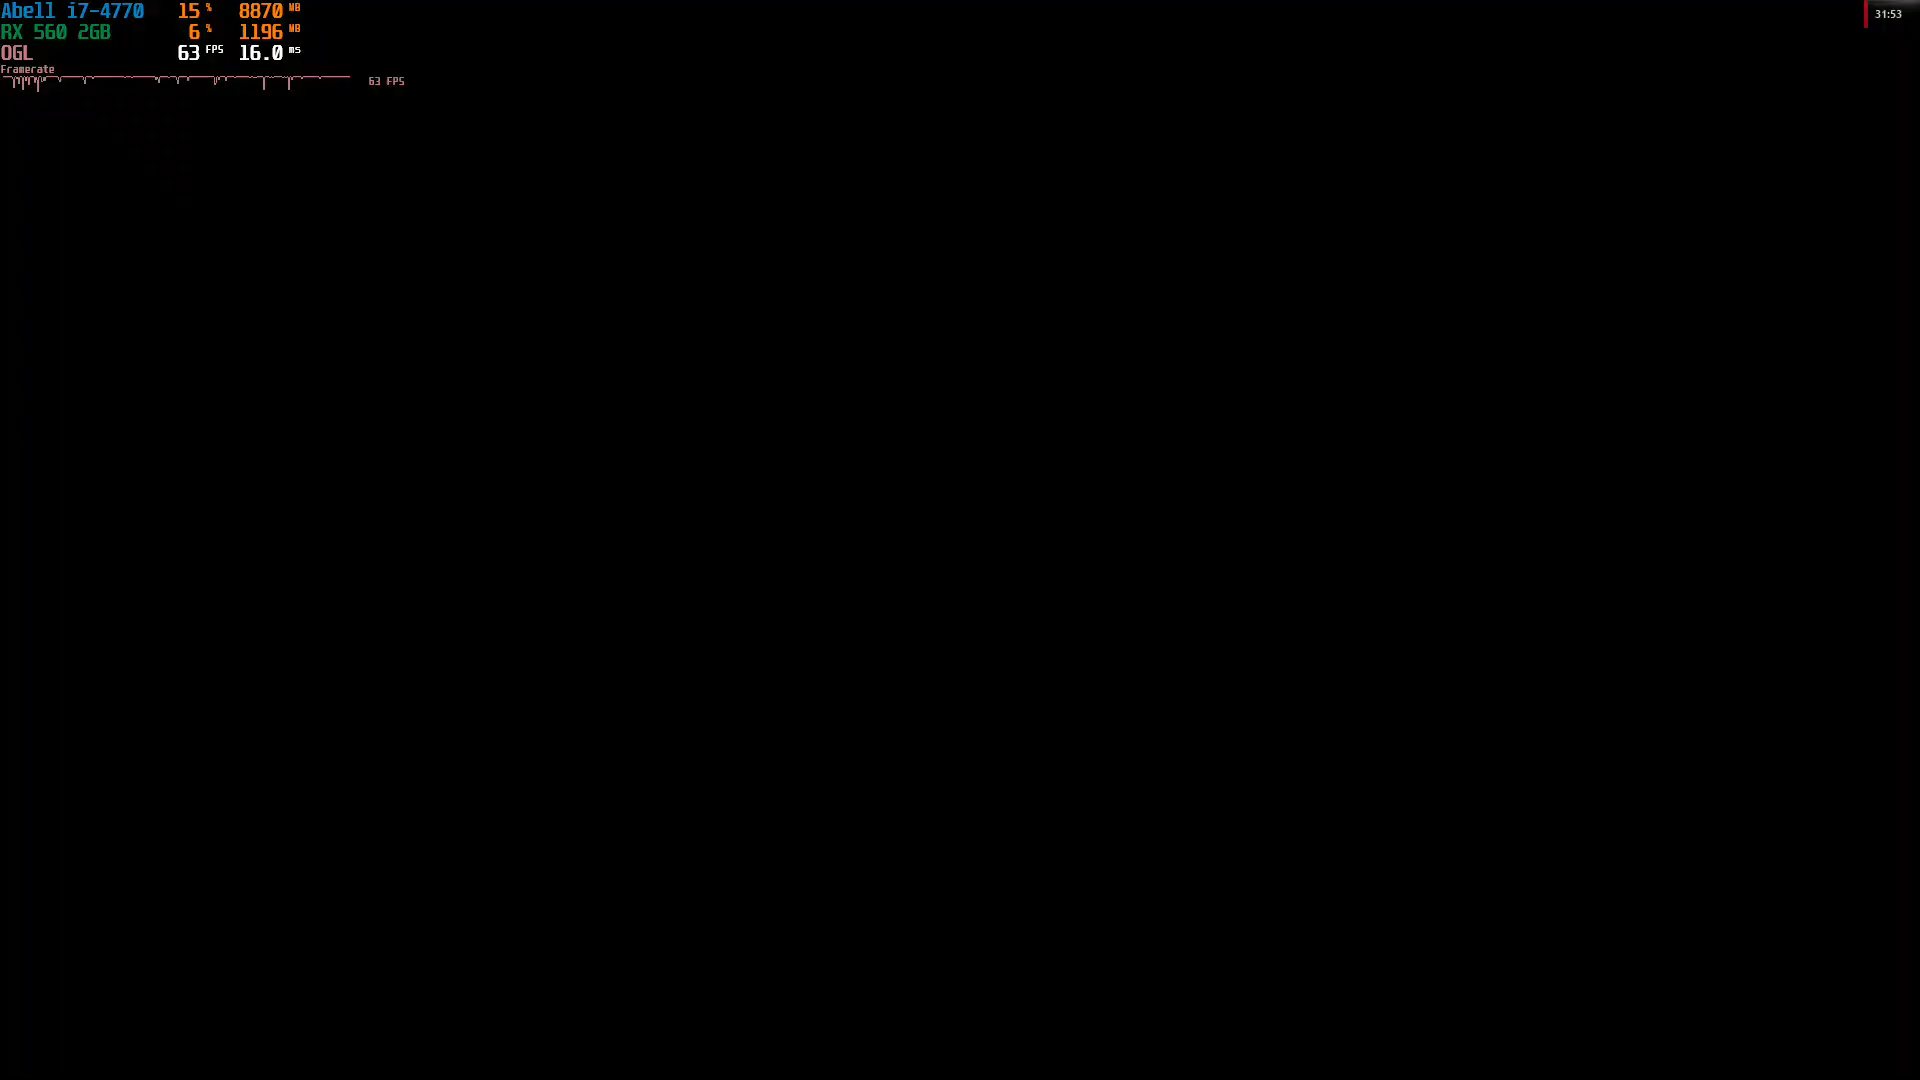 Abell i7-4770 15 % 8870 MB
RX 560 2GB 6 % 1196 MB
OGL 63 FPS 16.0 ms
Framerate
63 FPS
31:53